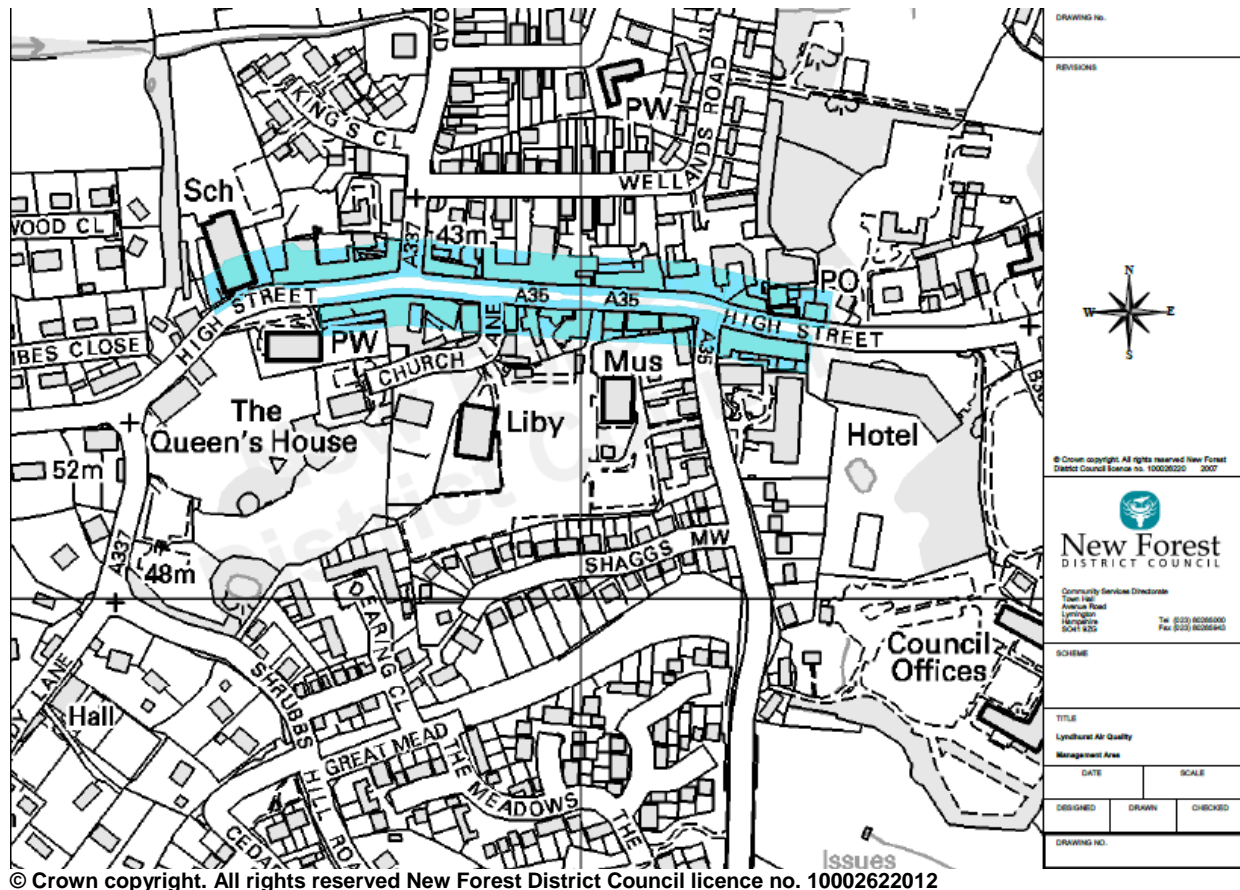 ROAD
ROAD
KING'S CL
PW
WELLANDS ROAD
Sch
WOOD CL
A337
43m
PO
HIGH STREET
A35
A35
HIGH STREET
A35
PW
CHURCH LANE
Mus
The
Queen's House
Liby
Hotel
52m
A337
48m
SHAGGS MW
DEARING CL
SHRUBBS HILL ROAD
Hall
LANE
GREAT MEAD
THE MEADOWS
THE
Council
Offices
Issues
DRAWING No.
REVISIONS
N
W
E
S
© Crown copyright. All rights reserved New Forest
District Council licence no. 100026220 2007
New Forest
DISTRICT COUNCIL
Community Services Directorate
Town Hall
Avenue Road
Lymington
Hampshire
SO41 9ZG
Tel (023) 80285000
SCHEME
TITLE
Lyndhurst Air Quality
Management Area
DATE
SCALE
DESIGNED
DRAWN
CHECKED
DRAWING NO.
© Crown copyright. All rights reserved New Forest District Council licence no. 10002622012